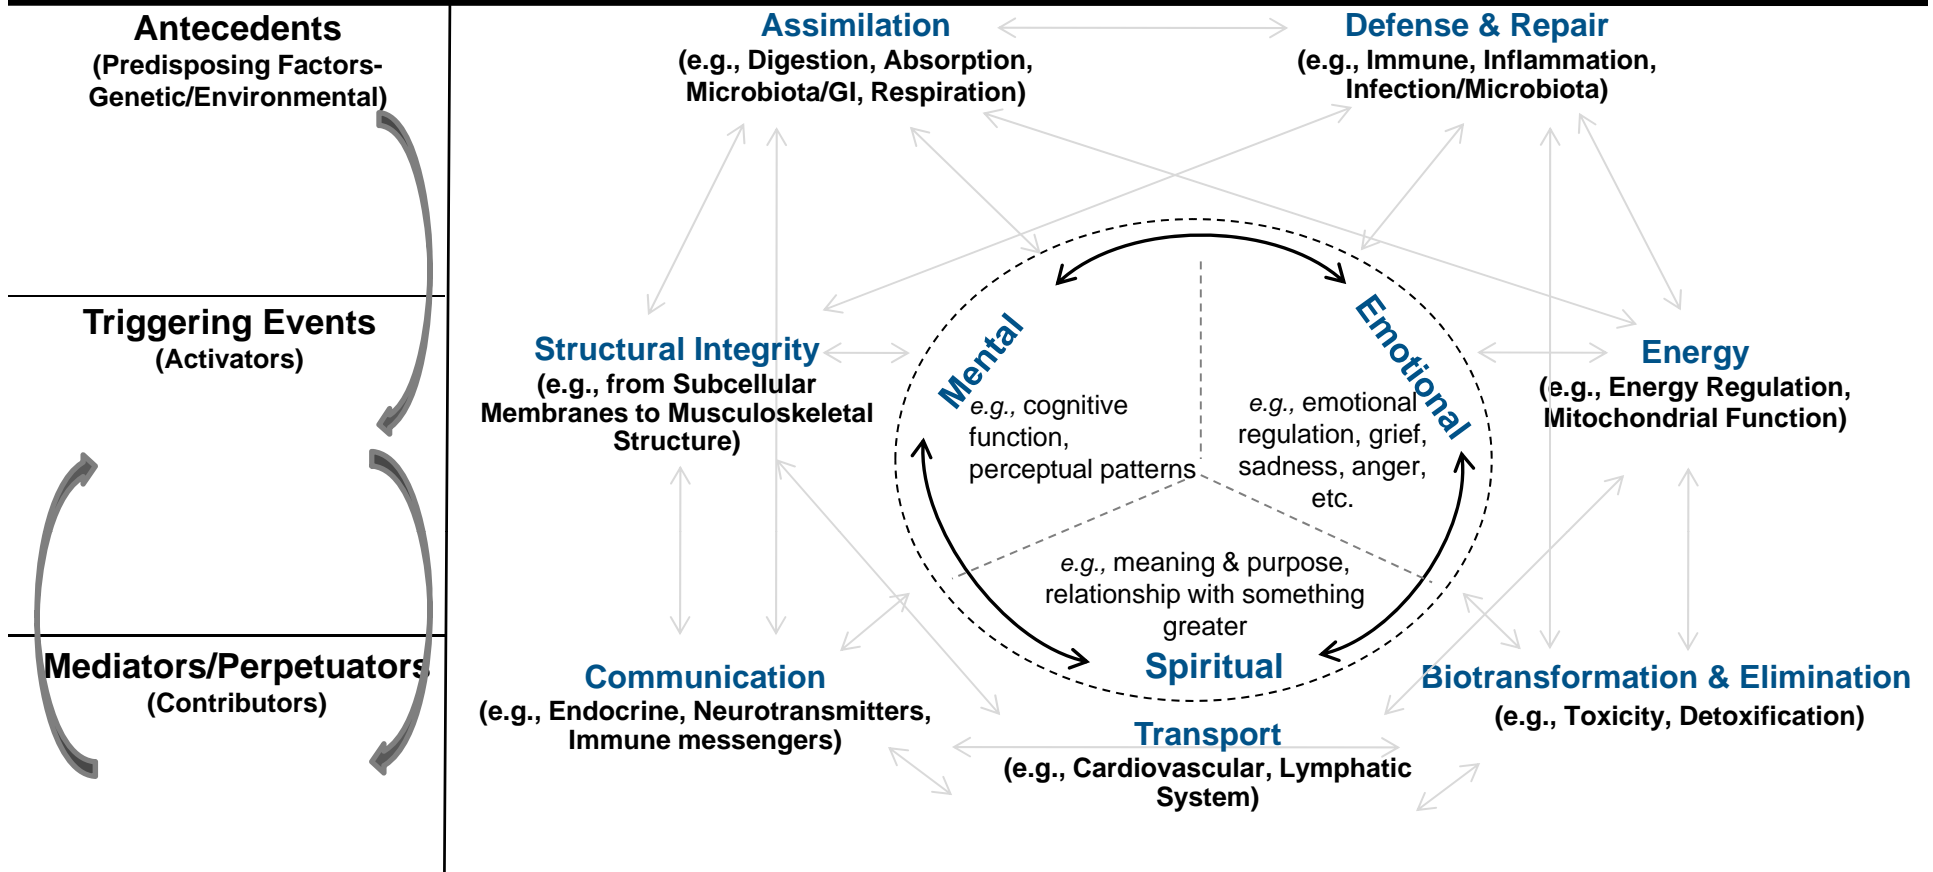 Antecedents
(Predisposing Factors-
Genetic/Environmental)
Triggering Events
(Activators)
Mediators/Perpetuators
(Contributors)
Assimilation
(e.g., Digestion, Absorption,
Microbiota/GI, Respiration)
Defense & Repair
(e.g., Immune, Inflammation,
Infection/Microbiota)
Structural Integrity
(e.g., from Subcellular
Membranes to Musculoskeletal
Structure)
Mental
e.g., cognitive
function,
perceptual patterns
Emotional
e.g., emotional
regulation, grief,
sadness, anger,
etc.
Energy
(e.g., Energy Regulation,
Mitochondrial Function)
e.g., meaning & purpose,
relationship with something
greater
Spiritual
Communication
(e.g., Endocrine, Neurotransmitters,
Immune messengers)
Transport
(e.g., Cardiovascular, Lymphatic
System)
Biotransformation & Elimination
(e.g., Toxicity, Detoxification)